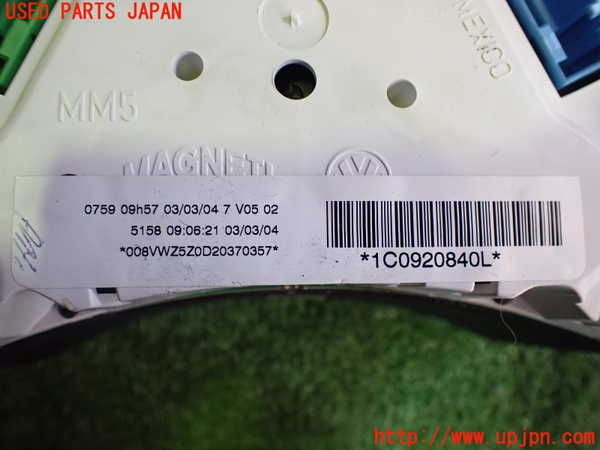 USED PARTS JAPAN
MEXICO
MM5
MAGNETI
0759 09h57 03/03/04 7 V05 02
5158 09:06:21 03/03/04
*008VWZ5Z0D20370357*
*1C0920840L*
http://www.upjpn.com/